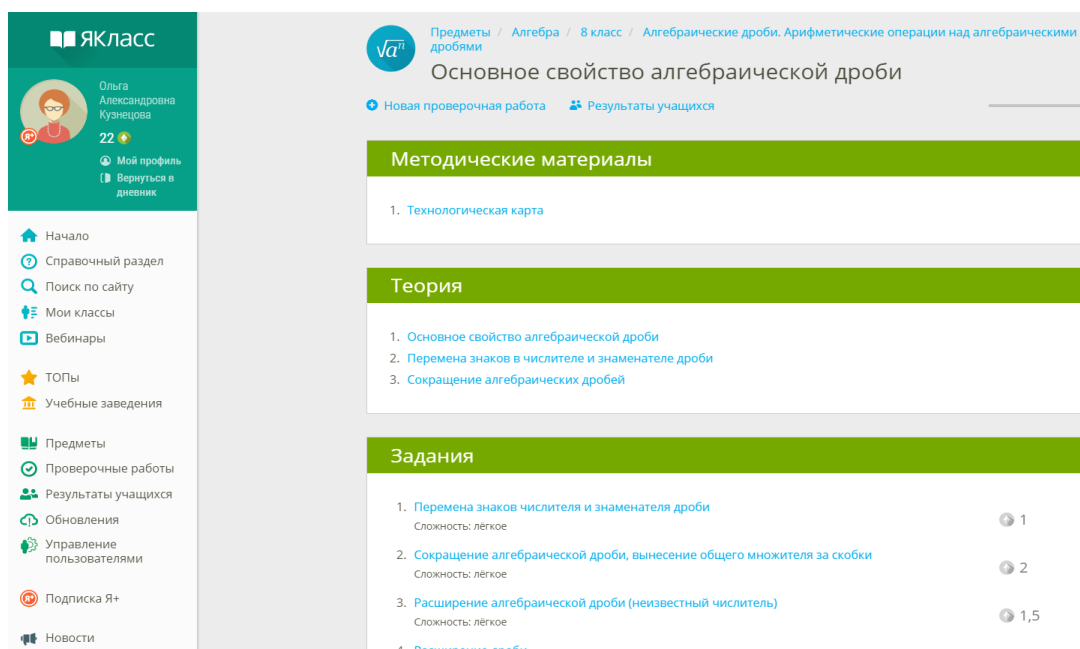 ЯКласс
Ольга
Александровна
Кузнецова
22
Мой профиль
Вернуться в
дневник
Начало
Справочный раздел
Поиск по сайту
Мои классы
Вебинары
ТОПы
Учебные заведения
Предметы
Проверочные работы
Результаты учащихся
Обновления
Управление
пользователями
Подписка Я+
Новости
√aⁿ
Предметы / Алгебра / 8 класс / Алгебраические дроби. Арифметические операции над алгебраическими
дробями
Основное свойство алгебраической дроби
Новая проверочная работа Результаты учащихся
Методические материалы
1. Технологическая карта
Теория
1. Основное свойство алгебраической дроби
2. Перемена знаков в числителе и знаменателе дроби
3. Сокращение алгебраических дробей
Задания
1. Перемена знаков числителя и знаменателя дроби
Сложность: лёгкое
1
2. Сокращение алгебраической дроби, вынесение общего множителя за скобки
Сложность: лёгкое
2
3. Расширение алгебраической дроби (неизвестный числитель)
Сложность: лёгкое
1,5